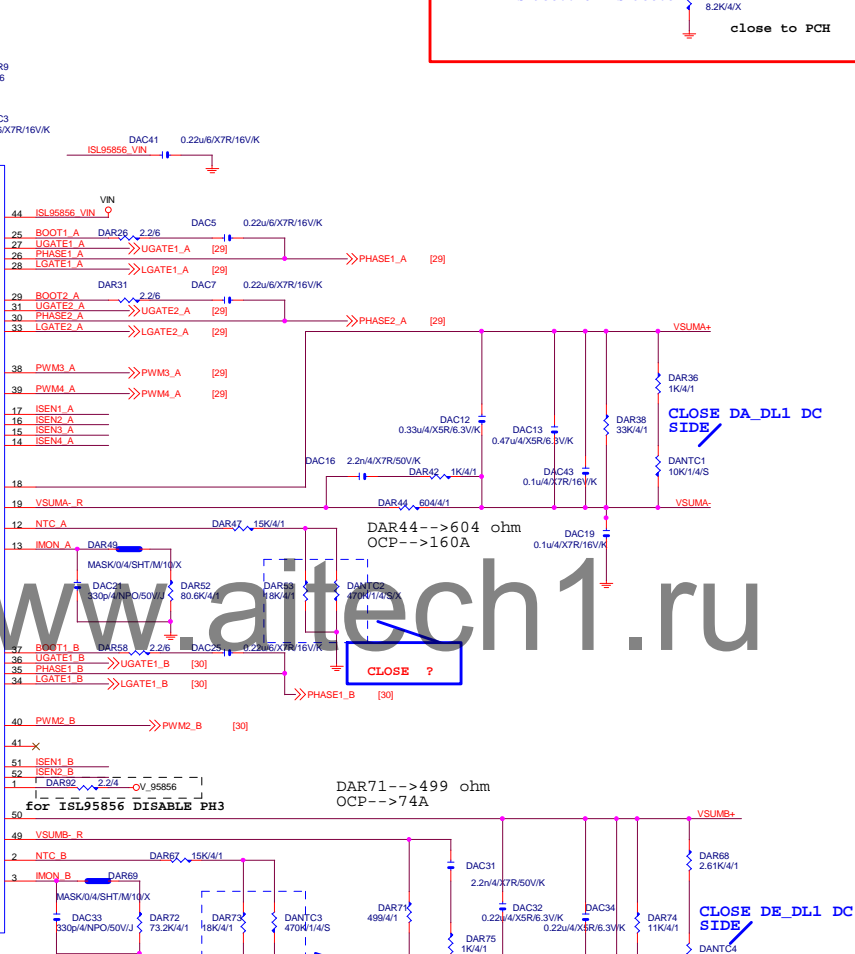 8.2K/4/X
close to PCH
R9
6
C3
6/X7R/16V/K
DAC41 0.22u/6/X7R/16V/K
ISL95856_VIN
VIN
44 ISL95856_VIN
DAC5 0.22u/6/X7R/16V/K
25 BOOT1_A DAR26 2.2/6
27 UGATE1_A UGATE1_A [29]
26 PHASE1_A PHASE1_A [29]
28 LGATE1_A LGATE1_A [29]
DAR31 DAC7 0.22u/6/X7R/16V/K
29 BOOT2_A 2.2/6
31 UGATE2_A UGATE2_A [29]
30 PHASE2_A PHASE2_A [29]
33 LGATE2_A LGATE2_A [29]
VSUMA+
38 PWM3_A PWM3_A [29]
39 PWM4_A PWM4_A [29]
DAR36
1K/4/1
17 ISEN1_A
16 ISEN2_A
15 ISEN3_A
14 ISEN4_A
CLOSE DA_DL1 DC
SIDE
DAC12
0.33u/4/X5R/6.3V/K
DAC13
0.47u/4/X5R/6.3V/K
DAR38
33K/4/1
DAC16 2.2n/4/X7R/50V/K
DAR42 1K/4/1
DAC43
0.1u/4/X7R/16V/K
DANTC1
10K/1/4/S
18
19 VSUMA-_R DAR44 604/4/1 VSUMA-
12 NTC_A DAR47 15K/4/1
DAR44-->604 ohm
OCP-->160A
DAC19
0.1u/4/X7R/16V/K
13 IMON_A DAR49
MASK/0/4/SHT/M/10/X
DAC21
330p/4/NPO/50V/J
DAR52
80.6K/4/1
DAR53
18K/4/1
DANTC2
470K/1/4/S/X
www.aitech1.ru
37 BOOT1_B DAR58 2.2/6 DAC25 0.22u/6/X7R/16V/K
36 UGATE1_B UGATE1_B [30]
35 PHASE1_B
34 LGATE1_B LGATE1_B [30]
CLOSE ?
PHASE1_B [30]
40 PWM2_B PWM2_B [30]
41
51 ISEN1_B
52 ISEN2_B
1 DAR92 2.2/4 V_95856
for ISL95856 DISABLE PH3
DAR71-->499 ohm
OCP-->74A
50 VSUMB+
49 VSUMB-_R
2 NTC_B DAR67 15K/4/1
DAR68
2.61K/4/1
DAC31
2.2n/4/X7R/50V/K
3 IMON_B DAR69
MASK/0/4/SHT/M/10/X
DAC33
330p/4/NPO/50V/J
DAR72
73.2K/4/1
DAR73
18K/4/1
DANTC3
470K/1/4/S
DAR71
499/4/1
DAC32
0.22u/4/X5R/6.3V/K
DAC34
0.22u/4/X5R/6.3V/K
DAR74
11K/4/1
CLOSE DE_DL1 DC
SIDE
DAR75
1K/4/1
DANTC4